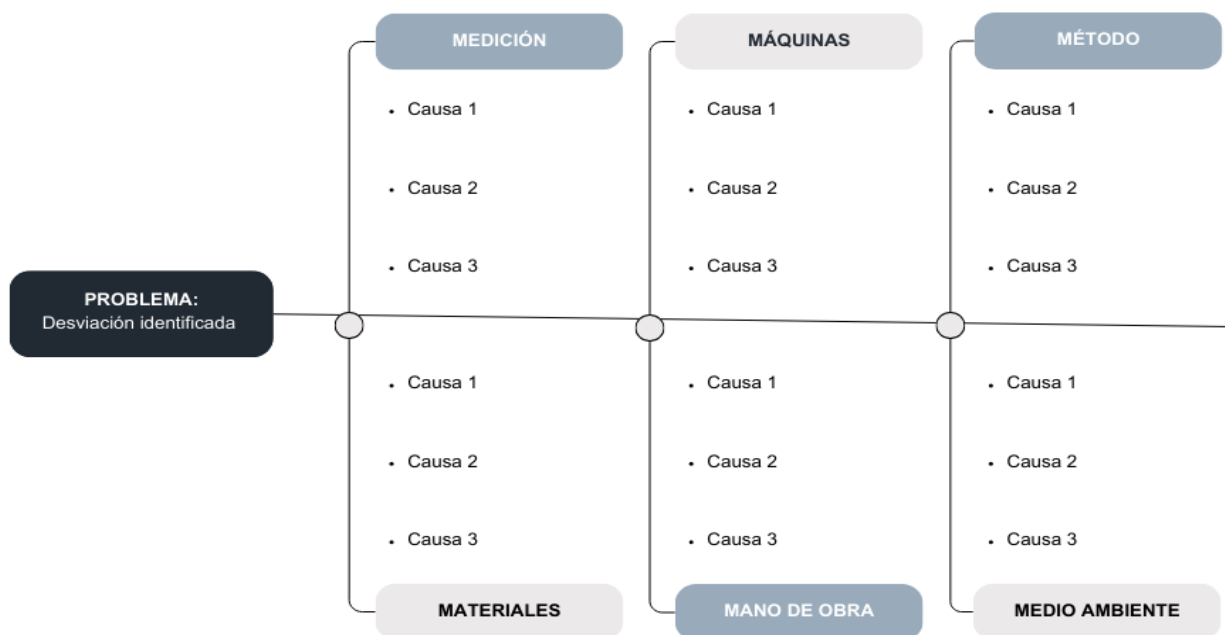 MEDICIÓN
MÁQUINAS
MÉTODO
• Causa 1
• Causa 1
• Causa 1
• Causa 2
• Causa 2
• Causa 2
• Causa 3
• Causa 3
• Causa 3
PROBLEMA:
Desviación identificada
• Causa 1
• Causa 1
• Causa 1
• Causa 2
• Causa 2
• Causa 2
• Causa 3
• Causa 3
• Causa 3
MATERIALES
MANO DE OBRA
MEDIO AMBIENTE